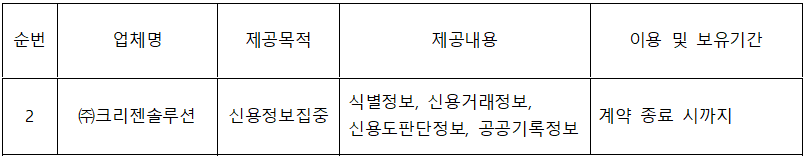 순번 업체명 제공목적 제공내용 이용 및 보유기간
2 ㈜크리젠솔루션 신용정보집중 식별정보, 신용거래정보,
신용도판단정보, 공공기록정보 계약 종료 시까지